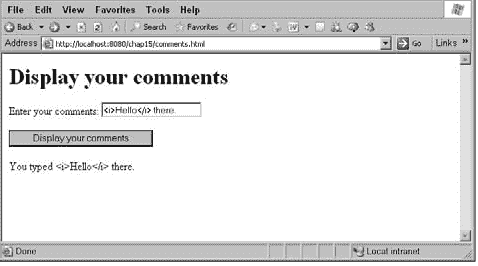 File Edit View Favorites Tools Help
Back Search Favorites
Address http://localhost:8080/chap15/comments.html Go Links »
Display your comments
Enter your comments: <i>Hello</i> there.
Display your comments
You typed <i>Hello</i> there.
Done Local intranet